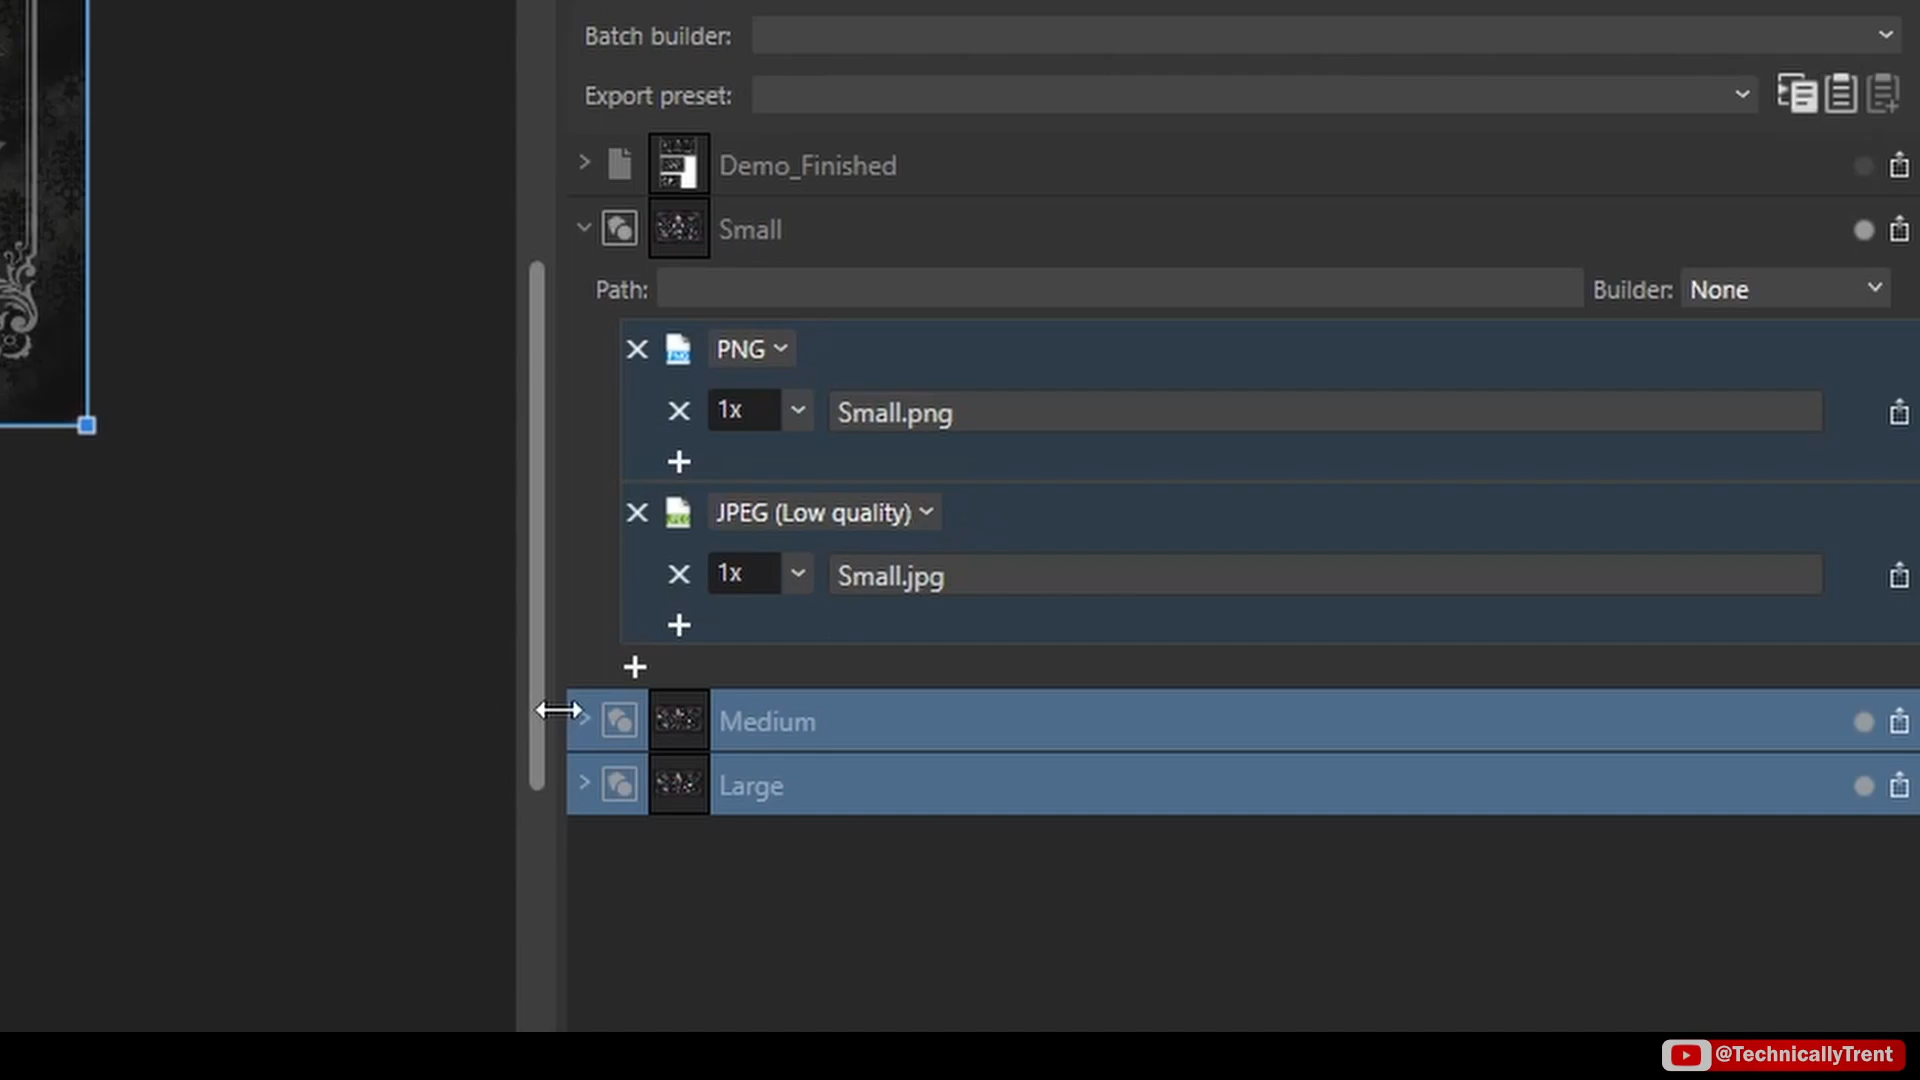 Batch builder:
Export preset:
Demo_Finished
Small
Path:
Builder: None
PNG
1x Small.png
JPEG (Low quality)
1x Small.jpg
Medium
Large
@TechnicallyTrent